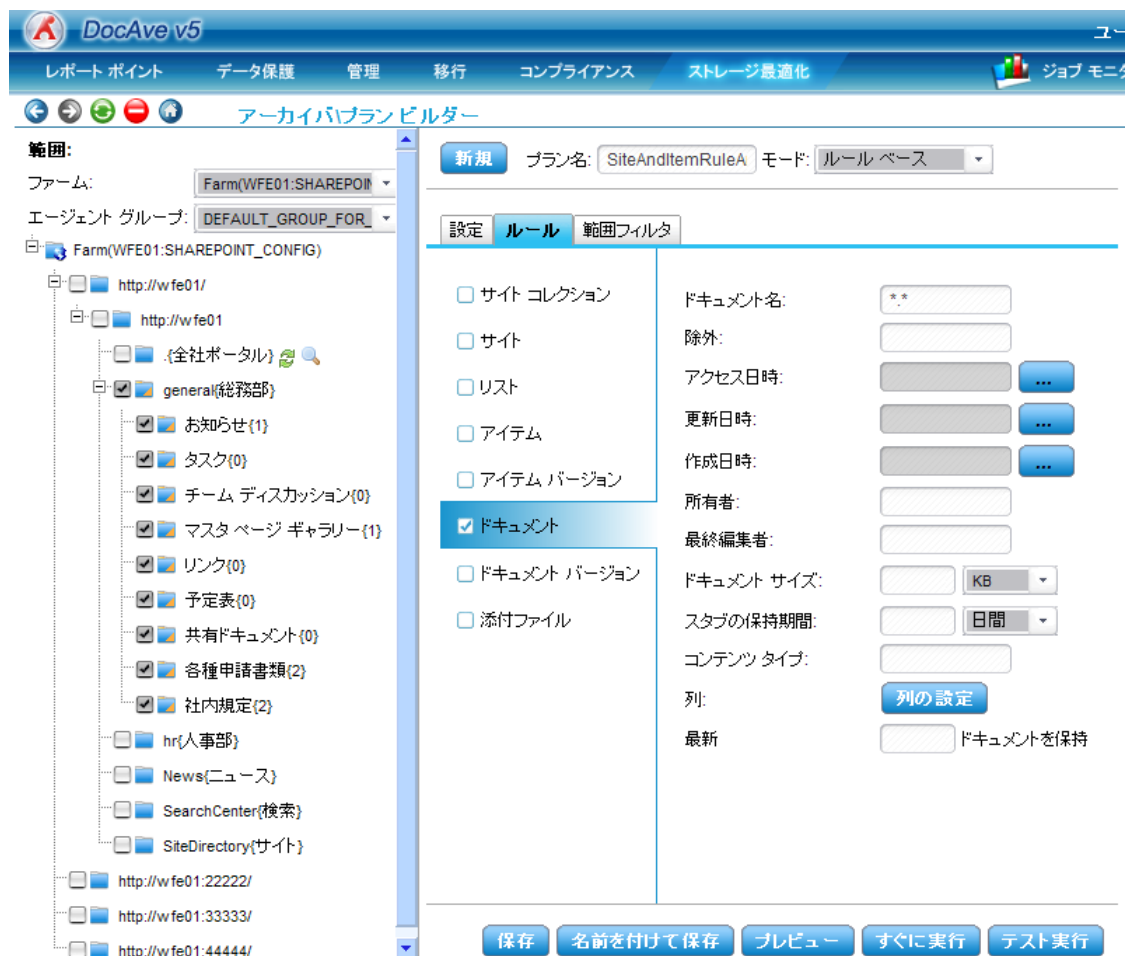 DocAve v5
ユー
レポート ポイント データ保護 管理 移行 コンプライアンス ストレージ最適化 ジョブ モニタ
アーカイバ\プラン ビルダー
範囲:
ファーム: Farm(WFE01:SHAREPOIN
エージェント グループ: DEFAULT_GROUP_FOR_
Farm(WFE01:SHAREPOINT_CONFIG)
http://wfe01/
http://wfe01
.{全社ポータル}
general{総務部}
お知らせ{1}
タスク{0}
チーム ディスカッション{0}
マスタ ページ ギャラリー{1}
リンク{0}
予定表{0}
共有ドキュメント{0}
各種申請書類{2}
社内規定{2}
hr{人事部}
News{ニュース}
SearchCenter{検索}
SiteDirectory{サイト}
http://wfe01:22222/
http://wfe01:33333/
http://wfe01:44444/
新規 プラン名: SiteAndItemRuleA モード: ルール ベース
設定 ルール 範囲フィルタ
サイト コレクション
サイト
リスト
アイテム
アイテム バージョン
ドキュメント
ドキュメント バージョン
添付ファイル
ドキュメント名: *.*
除外:
アクセス日時: ...
更新日時: ...
作成日時: ...
所有者:
最終編集者:
ドキュメント サイズ: KB
スタブの保持期間: 日間
コンテンツ タイプ:
列: 列の設定
最新 ドキュメントを保持
保存 名前を付けて保存 プレビュー すぐに実行 テスト実行